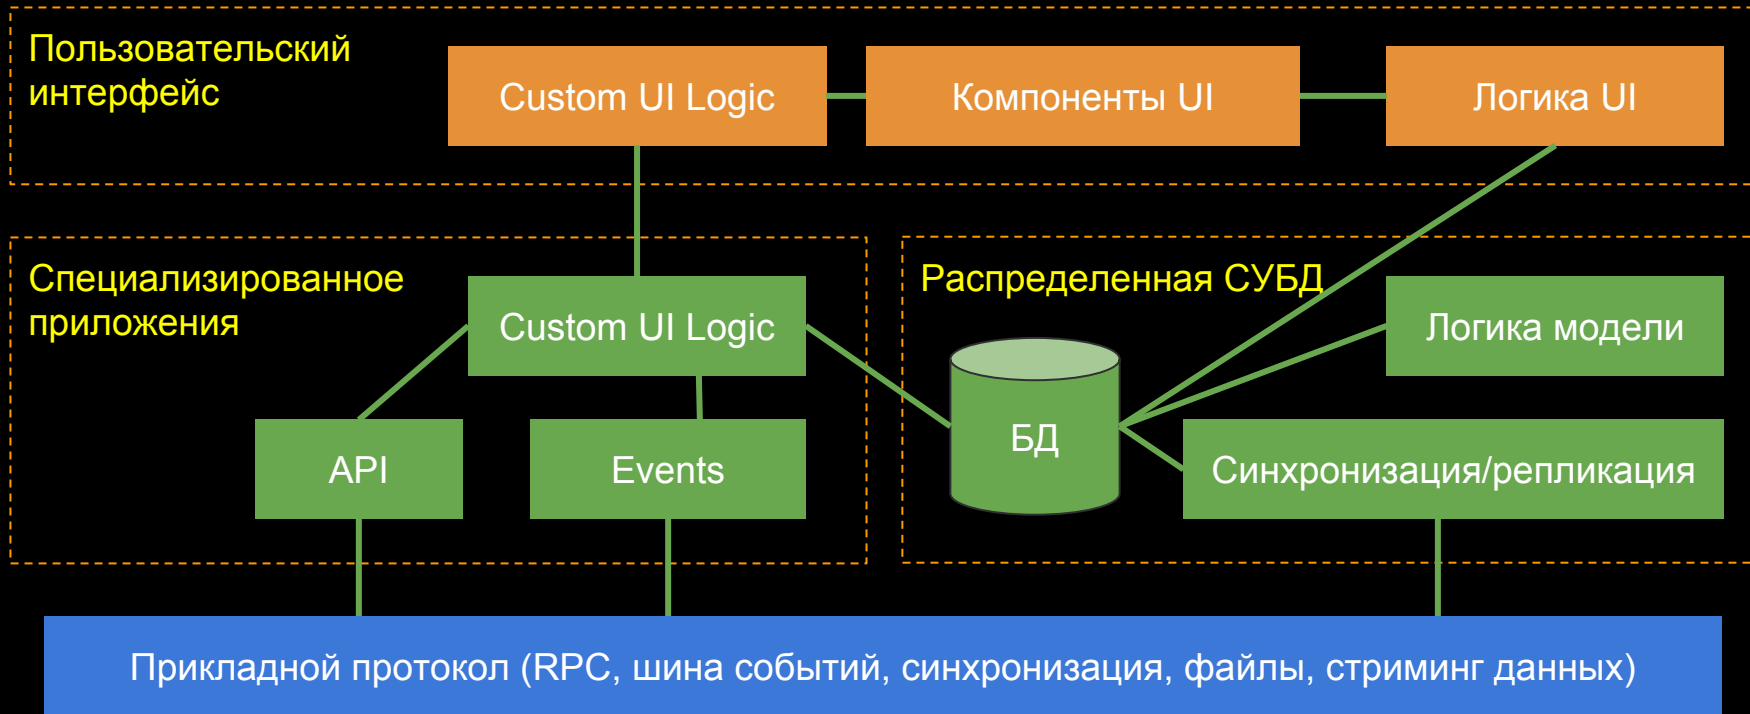 Пользовательский
интерфейс
Custom UI Logic
Компоненты UI
Логика UI
Специализированное
приложения
Custom UI Logic
API
Events
Распределенная СУБД
БД
Логика модели
Синхронизация/репликация
Прикладной протокол (RPC, шина событий, синхронизация, файлы, стриминг данных)